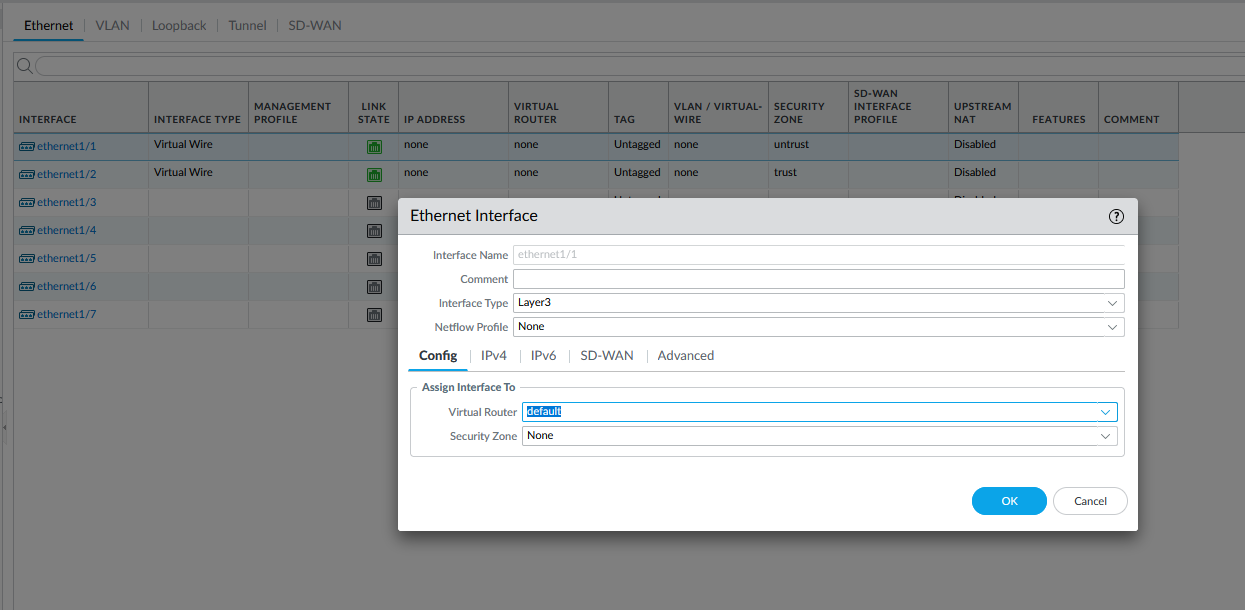 Ethernet VLAN Loopback Tunnel SD-WAN
INTERFACE INTERFACE TYPE MANAGEMENT PROFILE LINK STATE IP ADDRESS VIRTUAL ROUTER TAG VLAN / VIRTUAL-WIRE SECURITY ZONE SD-WAN INTERFACE PROFILE UPSTREAM NAT FEATURES COMMENT
ethernet1/1 Virtual Wire none none Untagged none untrust Disabled
ethernet1/2 Virtual Wire none none Untagged none trust Disabled
ethernet1/3
ethernet1/4
ethernet1/5
ethernet1/6
ethernet1/7
Ethernet Interface ?
Interface Name ethernet1/1
Comment
Interface Type Layer3
Netflow Profile None
Config IPv4 IPv6 SD-WAN Advanced
Assign Interface To
Virtual Router default
Security Zone None
OK Cancel